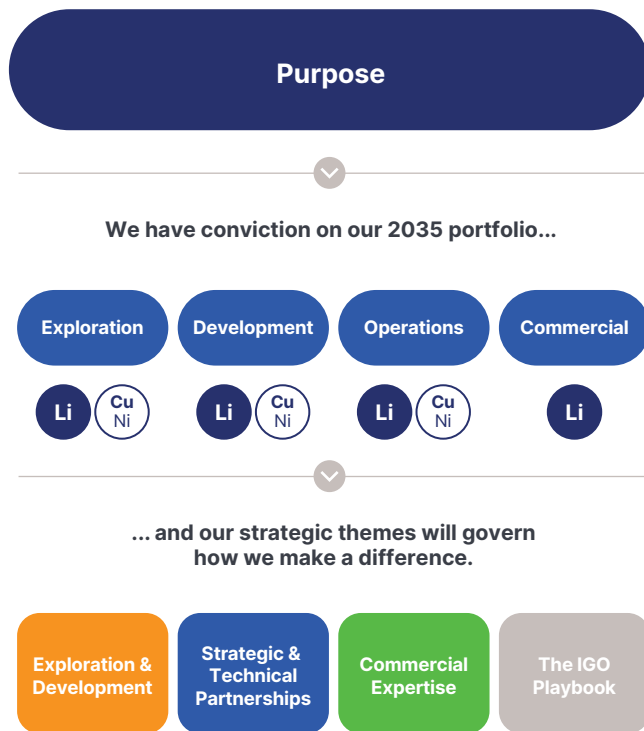 Purpose
We have conviction on our 2035 portfolio...
Exploration
Development
Operations
Commercial
Li
Cu
Ni
Li
Cu
Ni
Li
Cu
Ni
Li
... and our strategic themes will govern
how we make a difference.
Exploration &
Development
Strategic &
Technical
Partnerships
Commercial
Expertise
The IGO
Playbook